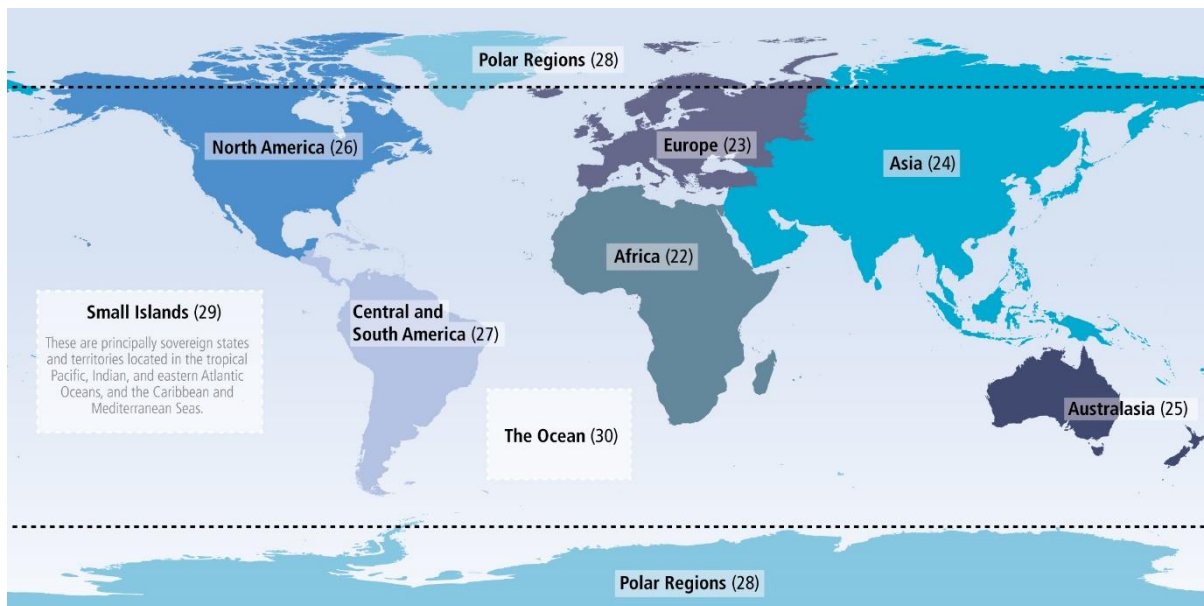 Polar Regions (28)
North America (26)
Europe (23)
Asia (24)
Africa (22)
Small Islands (29)
These are principally sovereign states
and territories located in the tropical
Pacific, Indian, and eastern Atlantic
Oceans, and the Caribbean and
Mediterranean Seas.
Central and
South America (27)
The Ocean (30)
Australasia (25)
Polar Regions (28)